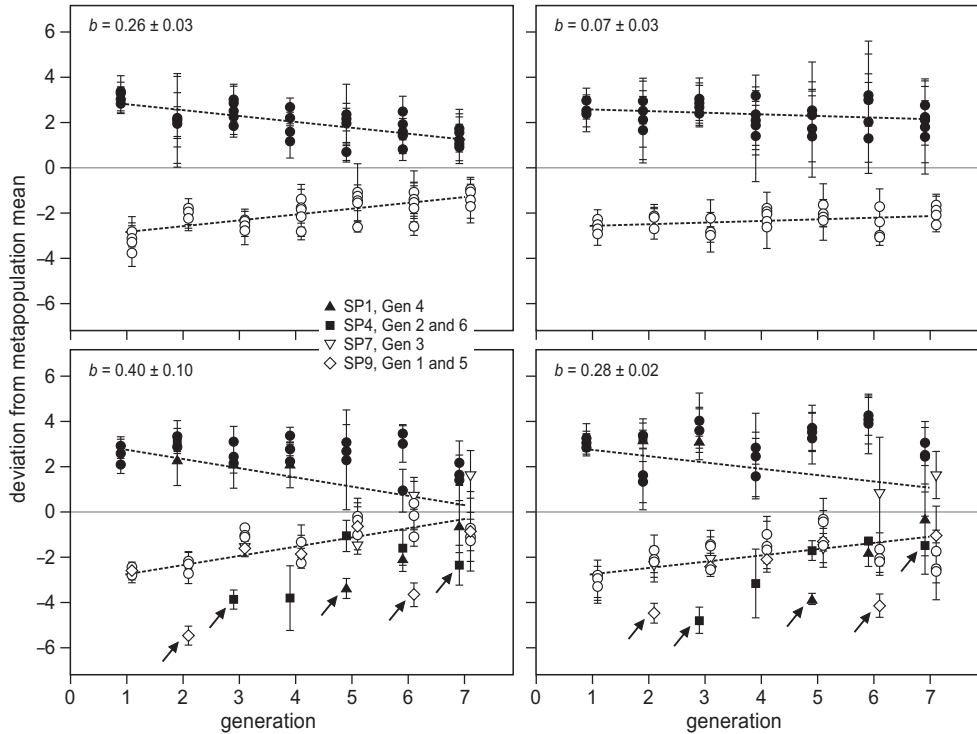 b = 0.26 ± 0.03
b = 0.07 ± 0.03
6
4
2
0
−2
−4
−6
▲ SP1, Gen 4
■ SP4, Gen 2 and 6
▽ SP7, Gen 3
◇ SP9, Gen 1 and 5
deviation from metapopulation mean
b = 0.40 ± 0.10
b = 0.28 ± 0.02
6
4
2
0
−2
−4
−6
0 1 2 3 4 5 6 7
0 1 2 3 4 5 6 7
generation
generation